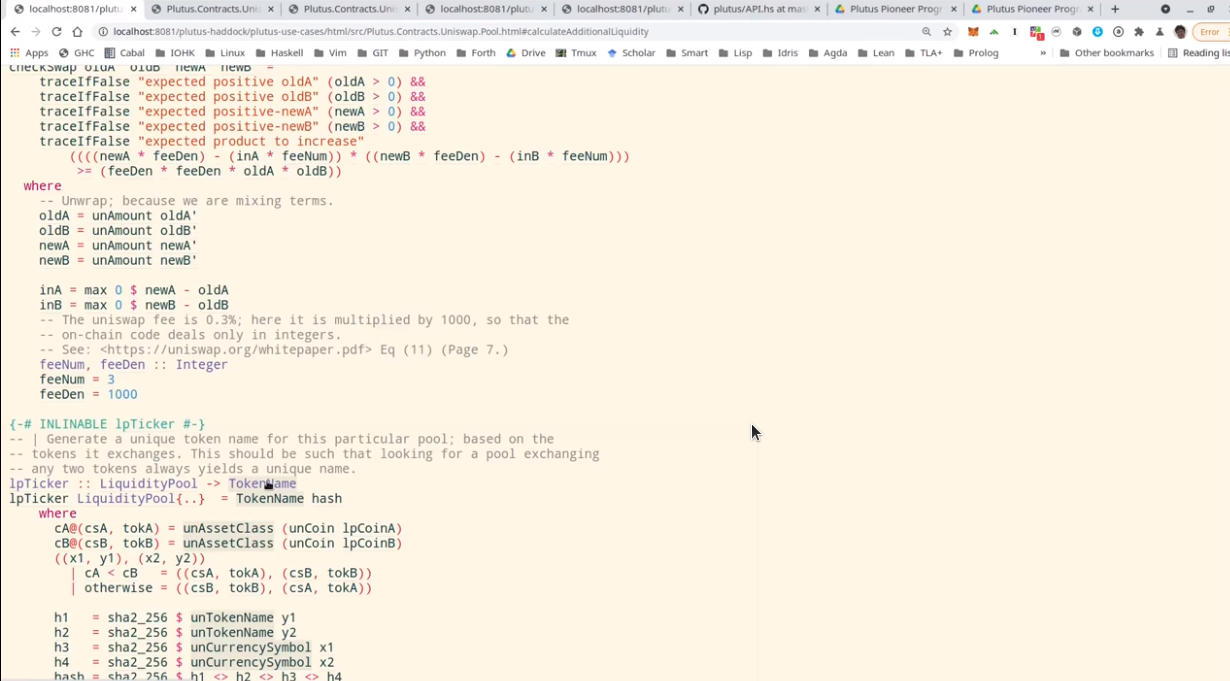 localhost:8081/plutus
Plutus.Contracts.Uni
Plutus.Contracts.Uni
localhost:8081/plutu
localhost:8081/plutu
plutus/API.hs at mas
Plutus Pioneer Progr
Plutus Pioneer Progr
localhost:8081/plutus-haddock/plutus-use-cases/html/src/Plutus.Contracts.Uniswap.Pool.html#calculateAdditionalLiquidity
Error
Apps GHC Cabal IOHK Linux Haskell Vim GIT Python Forth Drive Tmux Scholar Smart Lisp Idris Agda Lean TLA+ Prolog » Other bookmarks Reading lis
checkSwap oldA' oldB' newA' newB' =
traceIfFalse "expected positive oldA" (oldA > 0) &&
traceIfFalse "expected positive oldB" (oldB > 0) &&
traceIfFalse "expected positive-newA" (newA > 0) &&
traceIfFalse "expected positive-newB" (newB > 0) &&
traceIfFalse "expected product to increase"
((((newA * feeDen) - (inA * feeNum)) * ((newB * feeDen) - (inB * feeNum)))
>= (feeDen * feeDen * oldA * oldB))
where
-- Unwrap; because we are mixing terms.
oldA = unAmount oldA'
oldB = unAmount oldB'
newA = unAmount newA'
newB = unAmount newB'
inA = max 0 $ newA - oldA
inB = max 0 $ newB - oldB
-- The uniswap fee is 0.3%; here it is multiplied by 1000, so that the
-- on-chain code deals only in integers.
-- See: <https://uniswap.org/whitepaper.pdf> Eq (11) (Page 7.)
feeNum, feeDen :: Integer
feeNum = 3
feeDen = 1000
{-# INLINABLE lpTicker #-}
-- | Generate a unique token name for this particular pool; based on the
-- tokens it exchanges. This should be such that looking for a pool exchanging
-- any two tokens always yields a unique name.
lpTicker :: LiquidityPool -> TokenName
lpTicker LiquidityPool{..} = TokenName hash
where
cA@(csA, tokA) = unAssetClass (unCoin lpCoinA)
cB@(csB, tokB) = unAssetClass (unCoin lpCoinB)
((x1, y1), (x2, y2))
| cA < cB = ((csA, tokA), (csB, tokB))
| otherwise = ((csB, tokB), (csA, tokA))
h1 = sha2_256 $ unTokenName y1
h2 = sha2_256 $ unTokenName y2
h3 = sha2_256 $ unCurrencySymbol x1
h4 = sha2_256 $ unCurrencySymbol x2
hash = sha2_256 $ h1 <> h2 <> h3 <> h4